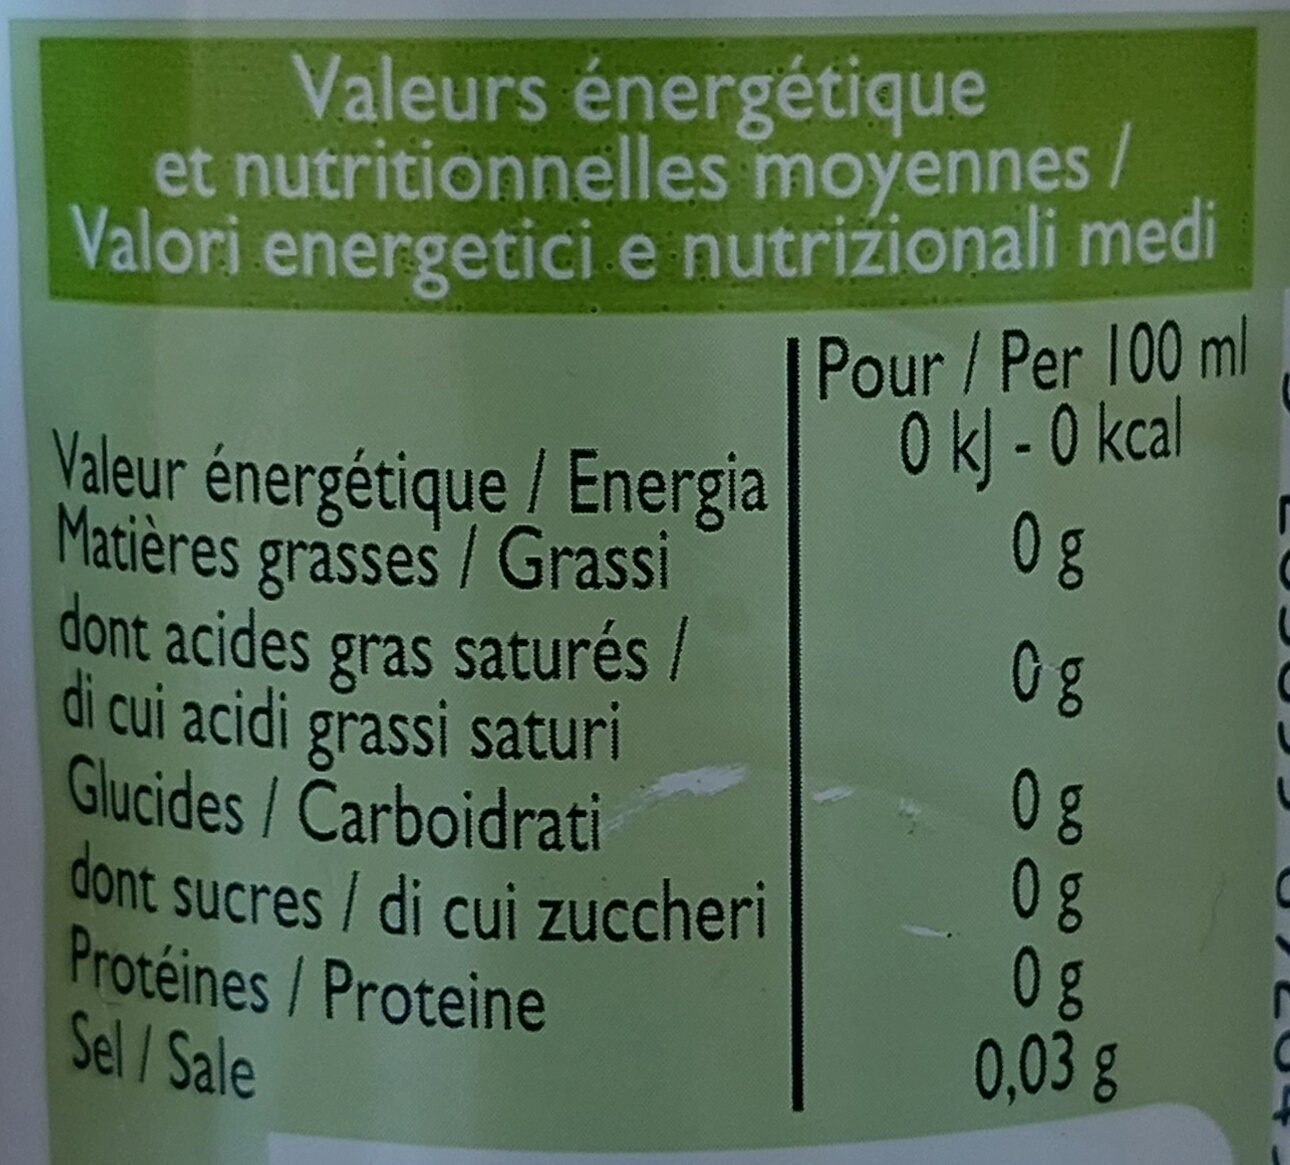 Valeurs énergétique
et nutritionnelles moyennes /
Valori energetici e nutrizionali medi
Pour / Per 100 ml
Valeur énergétique / Energia 0 kJ - 0 kcal
Matières grasses / Grassi 0 g
dont acides gras saturés /
di cui acidi grassi saturi 0 g
Glucides / Carboidrati 0 g
dont sucres / di cui zuccheri 0 g
Protéines / Proteine 0 g
Sel / Sale 0,03 g